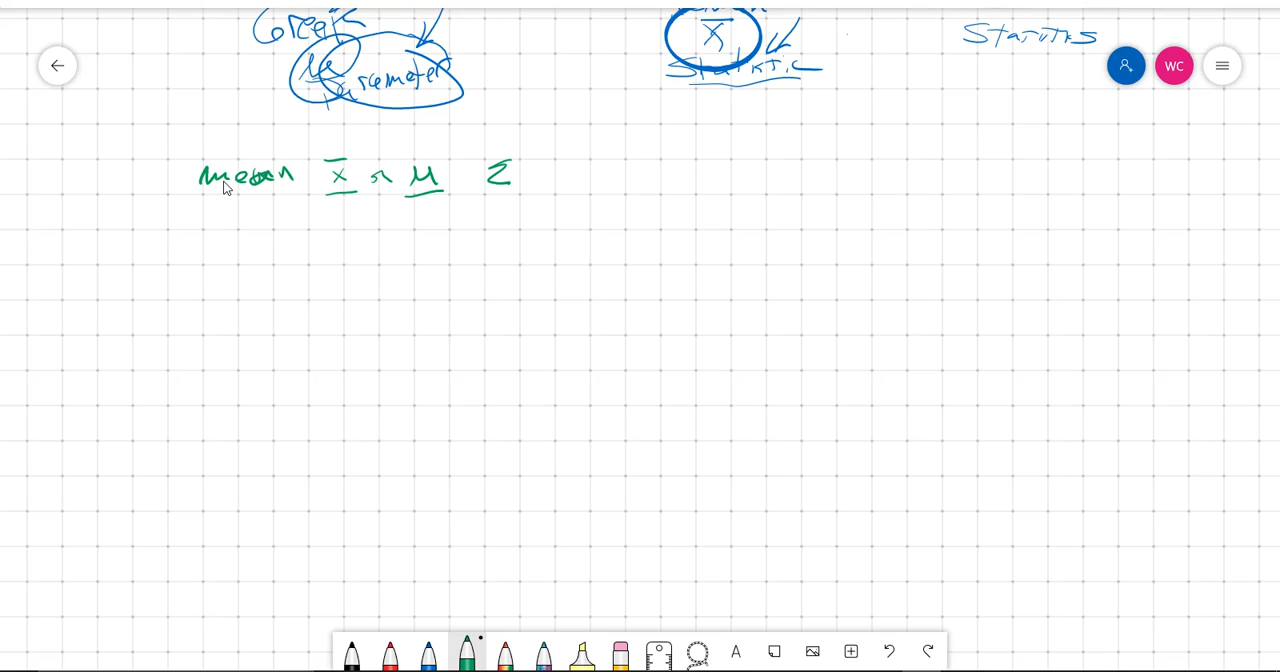 Greek
x̄
Statistics
μ
Parameter
Statistic
WC
mean x̄ n μ Σ
A